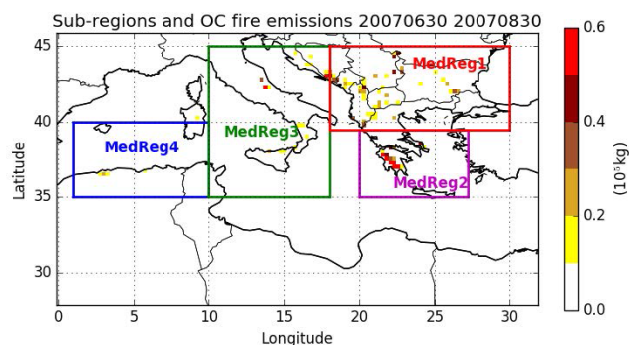 Sub-regions and OC fire emissions 20070630 20070830
45
40
35
30
Latitude
0
5
10
15
20
25
30
Longitude
MedReg1
MedReg3
MedReg4
MedReg2
0.6
0.4
0.2
0.0
(10⁵kg)